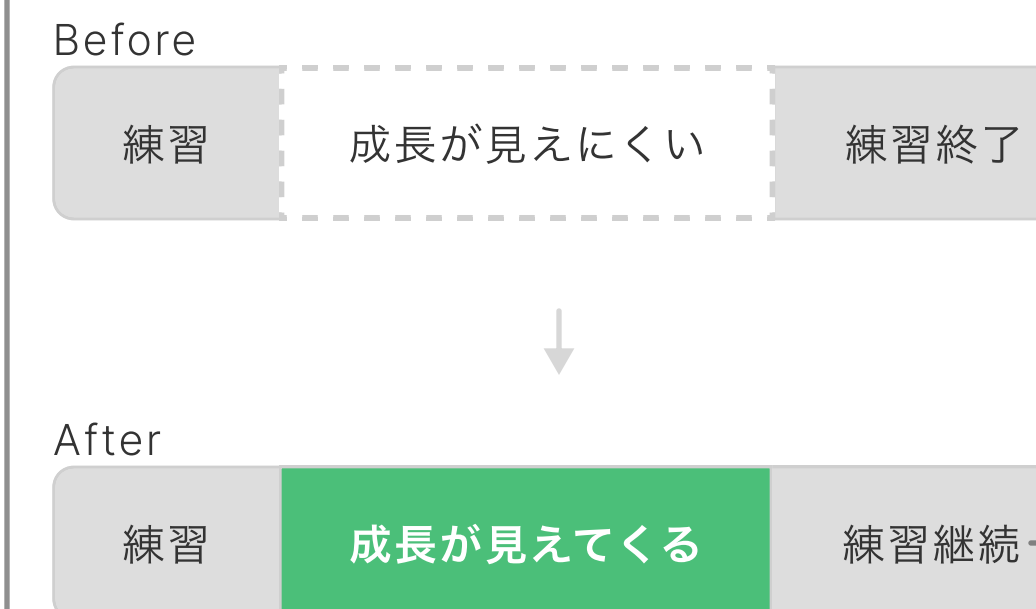 Before
練習
成長が見えにくい
練習終了
After
練習
成長が見えてくる
練習継続